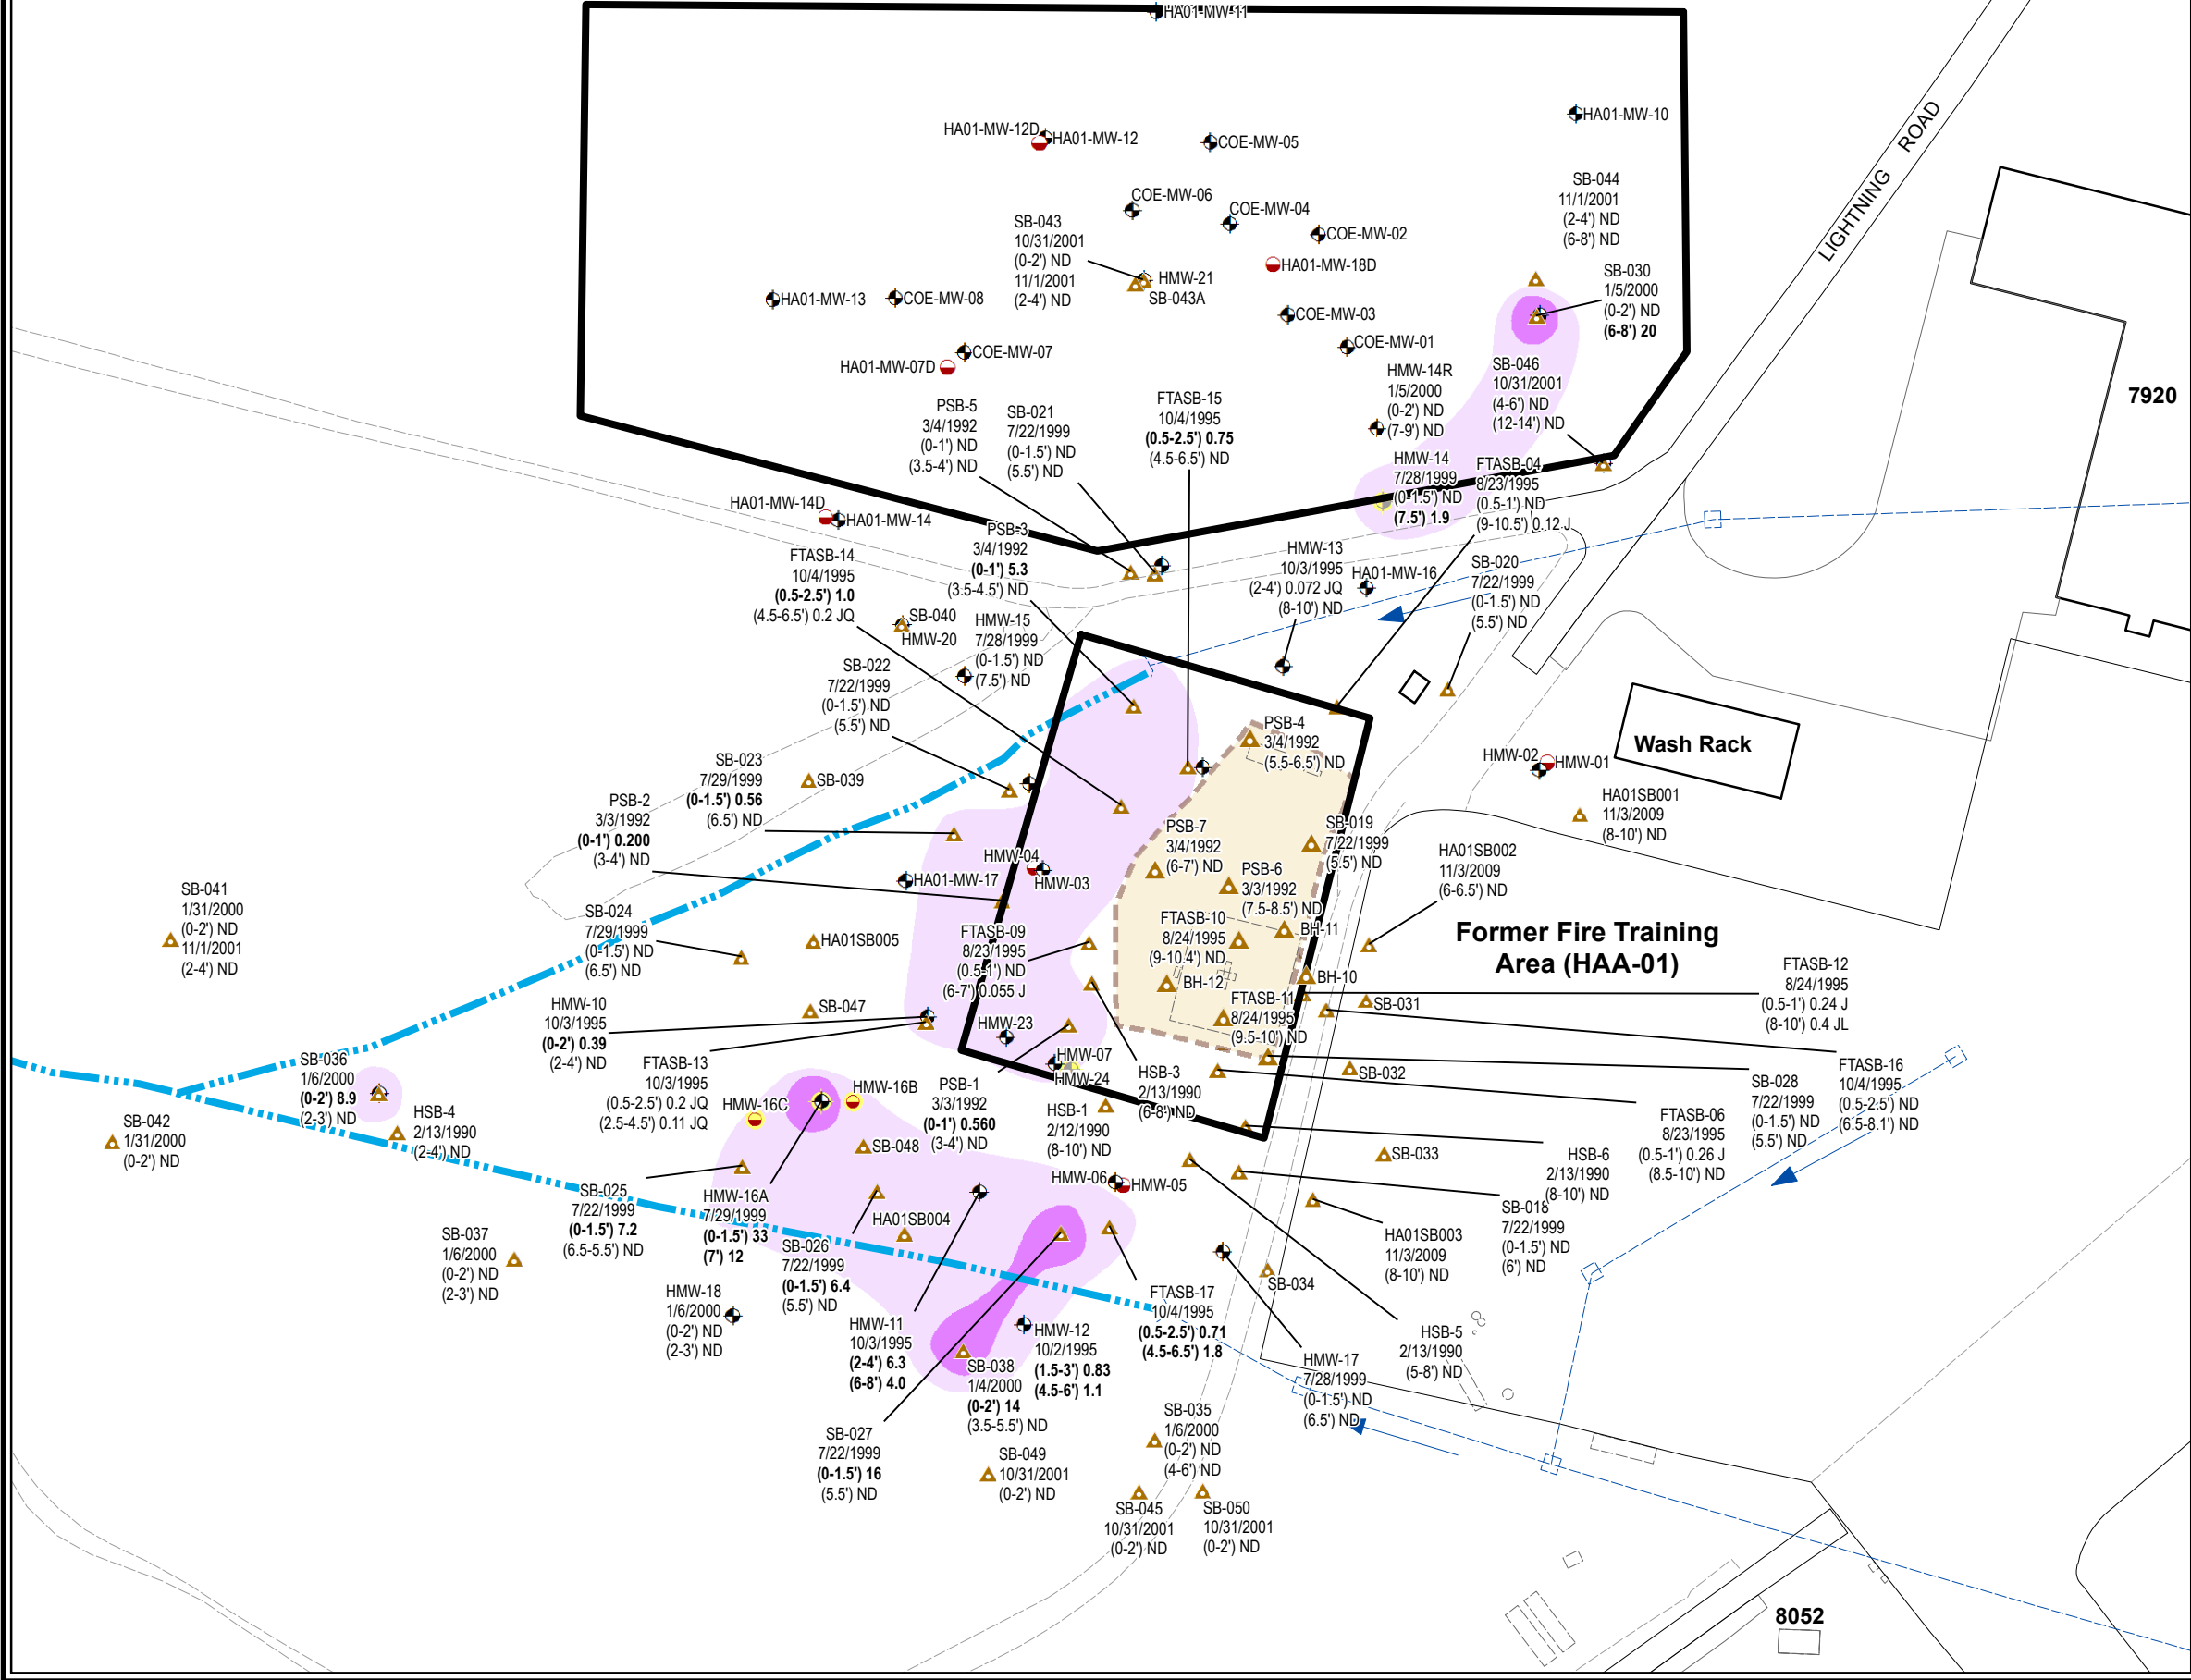 HA01-MW-11
HA01-MW-10
HA01-MW-12D
HA01-MW-12
COE-MW-05
LIGHTNING ROAD
SB-044
11/1/2001
(2-4') ND
(6-8') ND
COE-MW-06
COE-MW-04
COE-MW-02
SB-043
10/31/2001
(0-2') ND
11/1/2001
(2-4') ND
HA01-MW-18D
HMW-21
SB-043A
SB-030
1/5/2000
(0-2') ND
(6-8') 20
HA01-MW-13
COE-MW-08
COE-MW-03
COE-MW-01
COE-MW-07
HA01-MW-07D
HMW-14R
1/5/2000
(0-2') ND
(7-9') ND
SB-046
10/31/2001
(4-6') ND
(12-14') ND
7920
PSB-5
3/4/1992
(0-1') ND
(3.5-4') ND
SB-021
7/22/1999
(0-1.5') ND
(5.5') ND
FTASB-15
10/4/1995
(0.5-2.5') 0.75
(4.5-6.5') ND
HMW-14
7/28/1999
(0-1.5') ND
(7.5') 1.9
FTASB-04
8/23/1995
(0.5-1') ND
(9-10.5') 0.12 J
HA01-MW-14D
HA01-MW-14
PSB-3
3/4/1992
(0-1') 5.3
(3.5-4.5') ND
FTASB-14
10/4/1995
(0.5-2.5') 1.0
(4.5-6.5') 0.2 JQ
HMW-13
10/3/1995
(2-4') 0.072 JQ
(8-10') ND
HA01-MW-16
SB-020
7/22/1999
(0-1.5') ND
(5.5') ND
SB-040
HMW-20
HMW-15
7/28/1999
(0-1.5') ND
(7.5') ND
SB-022
7/22/1999
(0-1.5') ND
(5.5') ND
PSB-4
3/4/1992
(5.5-6.5') ND
Wash Rack
HMW-02
HMW-01
SB-023
7/29/1999
(0-1.5') 0.56
(6.5') ND
SB-039
PSB-2
3/3/1992
(0-1') 0.200
(3-4') ND
HA01SB001
11/3/2009
(8-10') ND
PSB-7
3/4/1992
(6-7') ND
SB-019
7/22/1999
(5.5') ND
HA01SB002
11/3/2009
(6-6.5') ND
HMW-04
HMW-03
HA01-MW-17
PSB-6
3/3/1992
(7.5-8.5') ND
SB-041
1/31/2000
(0-2') ND
11/1/2001
(2-4') ND
SB-024
7/29/1999
(0-1.5') ND
(6.5') ND
HA01SB005
FTASB-09
8/23/1995
(0.5-1') ND
(6-7') 0.055 J
FTASB-10
8/24/1995
(9-10.4') ND
BH-11
Former Fire Training
Area (HAA-01)
BH-10
BH-12
FTASB-12
8/24/1995
(0.5-1') 0.24 J
(8-10') 0.4 JL
HMW-10
10/3/1995
(0-2') 0.39
(2-4') ND
SB-047
FTASB-11
8/24/1995
(9.5-10') ND
SB-031
HMW-23
HMW-07
HMW-24
SB-036
1/6/2000
(0-2') 8.9
(2-3') ND
FTASB-13
10/3/1995
(0.5-2.5') 0.2 JQ
(2.5-4.5') 0.11 JQ
HSB-3
2/13/1990
(6-8') ND
SB-032
FTASB-16
10/4/1995
(0.5-2.5') ND
(6.5-8.1') ND
SB-028
7/22/1999
(0-1.5') ND
(5.5') ND
HMW-16B
HMW-16C
PSB-1
3/3/1992
(0-1') 0.560
(3-4') ND
HSB-1
2/12/1990
(8-10') ND
FTASB-06
8/23/1995
(0.5-1') 0.26 J
(8.5-10') ND
HSB-4
2/13/1990
(2-4') ND
SB-042
1/31/2000
(0-2') ND
SB-048
SB-033
HSB-6
2/13/1990
(8-10') ND
HMW-06
HMW-05
SB-025
7/22/1999
(0-1.5') 7.2
(6.5-5.5') ND
HMW-16A
7/29/1999
(0-1.5') 33
(7') 12
HA01SB004
SB-018
7/22/1999
(0-1.5') ND
(6') ND
SB-037
1/6/2000
(0-2') ND
(2-3') ND
SB-026
7/22/1999
(0-1.5') 6.4
(5.5') ND
HA01SB003
11/3/2009
(8-10') ND
SB-034
HMW-18
1/6/2000
(0-2') ND
(2-3') ND
FTASB-17
10/4/1995
(0.5-2.5') 0.71
(4.5-6.5') 1.8
HMW-11
10/3/1995
(2-4') 6.3
(6-8') 4.0
HMW-12
10/2/1995
(1.5-3') 0.83
(4.5-6') 1.1
HSB-5
2/13/1990
(5-8') ND
SB-038
1/4/2000
(0-2') 14
(3.5-5.5') ND
HMW-17
7/28/1999
(0-1.5') ND
(6.5') ND
SB-027
7/22/1999
(0-1.5') 16
(5.5') ND
SB-035
1/6/2000
(0-2') ND
(4-6') ND
SB-049
10/31/2001
(0-2') ND
SB-045
10/31/2001
(0-2') ND
SB-050
10/31/2001
(0-2') ND
8052